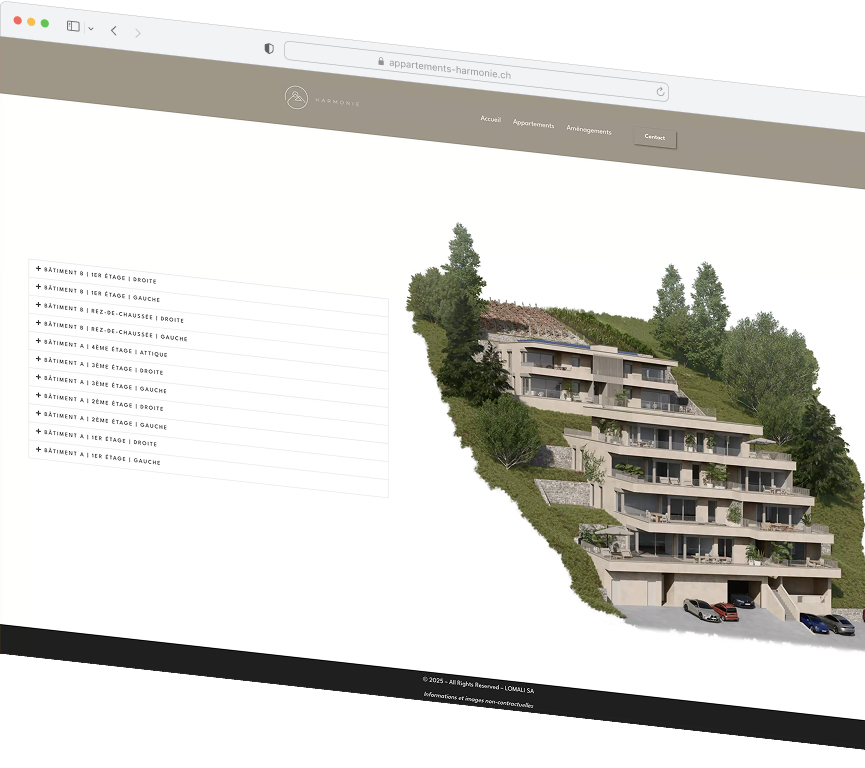 appartements-harmonie.ch
HARMONIE
Accueil Appartements Aménagements Contact
+ BÂTIMENT B | 1ER ÉTAGE | DROITE
+ BÂTIMENT B | 1ER ÉTAGE | GAUCHE
+ BÂTIMENT B | REZ-DE-CHAUSSÉE | DROITE
+ BÂTIMENT B | REZ-DE-CHAUSSÉE | GAUCHE
+ BÂTIMENT A | 4ÈME ÉTAGE | ATTIQUE
+ BÂTIMENT A | 3ÈME ÉTAGE | DROITE
+ BÂTIMENT A | 3ÈME ÉTAGE | GAUCHE
+ BÂTIMENT A | 2ÈME ÉTAGE | DROITE
+ BÂTIMENT A | 2ÈME ÉTAGE | GAUCHE
+ BÂTIMENT A | 1ER ÉTAGE | DROITE
+ BÂTIMENT A | 1ER ÉTAGE | GAUCHE
© 2025 – All Rights Reserved – LOMALI SA
Informations et images non-contractuelles